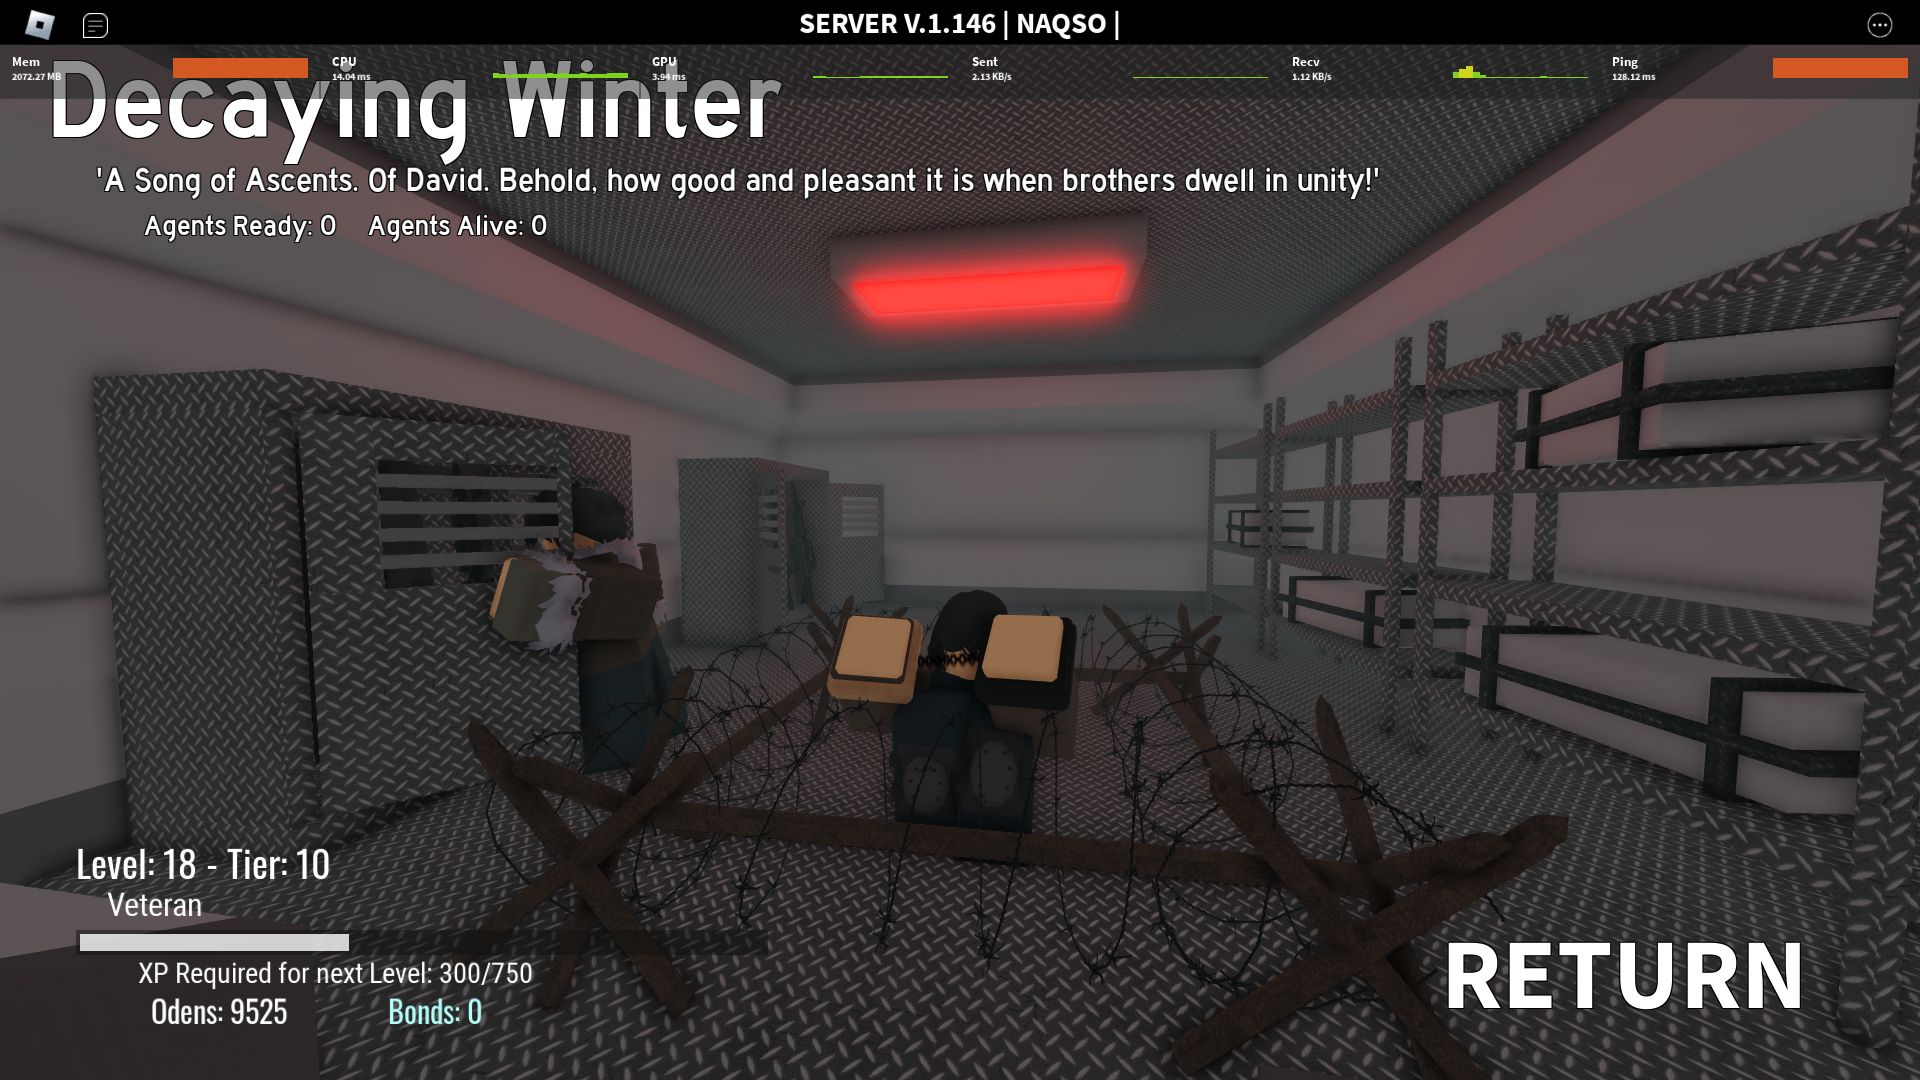 SERVER V.1.146 | NAQSO |
Mem
2072.27 MB
CPU
14.04 ms
GPU
3.94 ms
Sent
2.13 KB/s
Recv
1.12 KB/s
Ping
128.12 ms
Decaying Winter
'A Song of Ascents. Of David. Behold, how good and pleasant it is when brothers dwell in unity!'
Agents Ready: 0 Agents Alive: 0
Level: 18 - Tier: 10
Veteran
XP Required for next Level: 300/750
Odens: 9525 Bonds: 0
RETURN